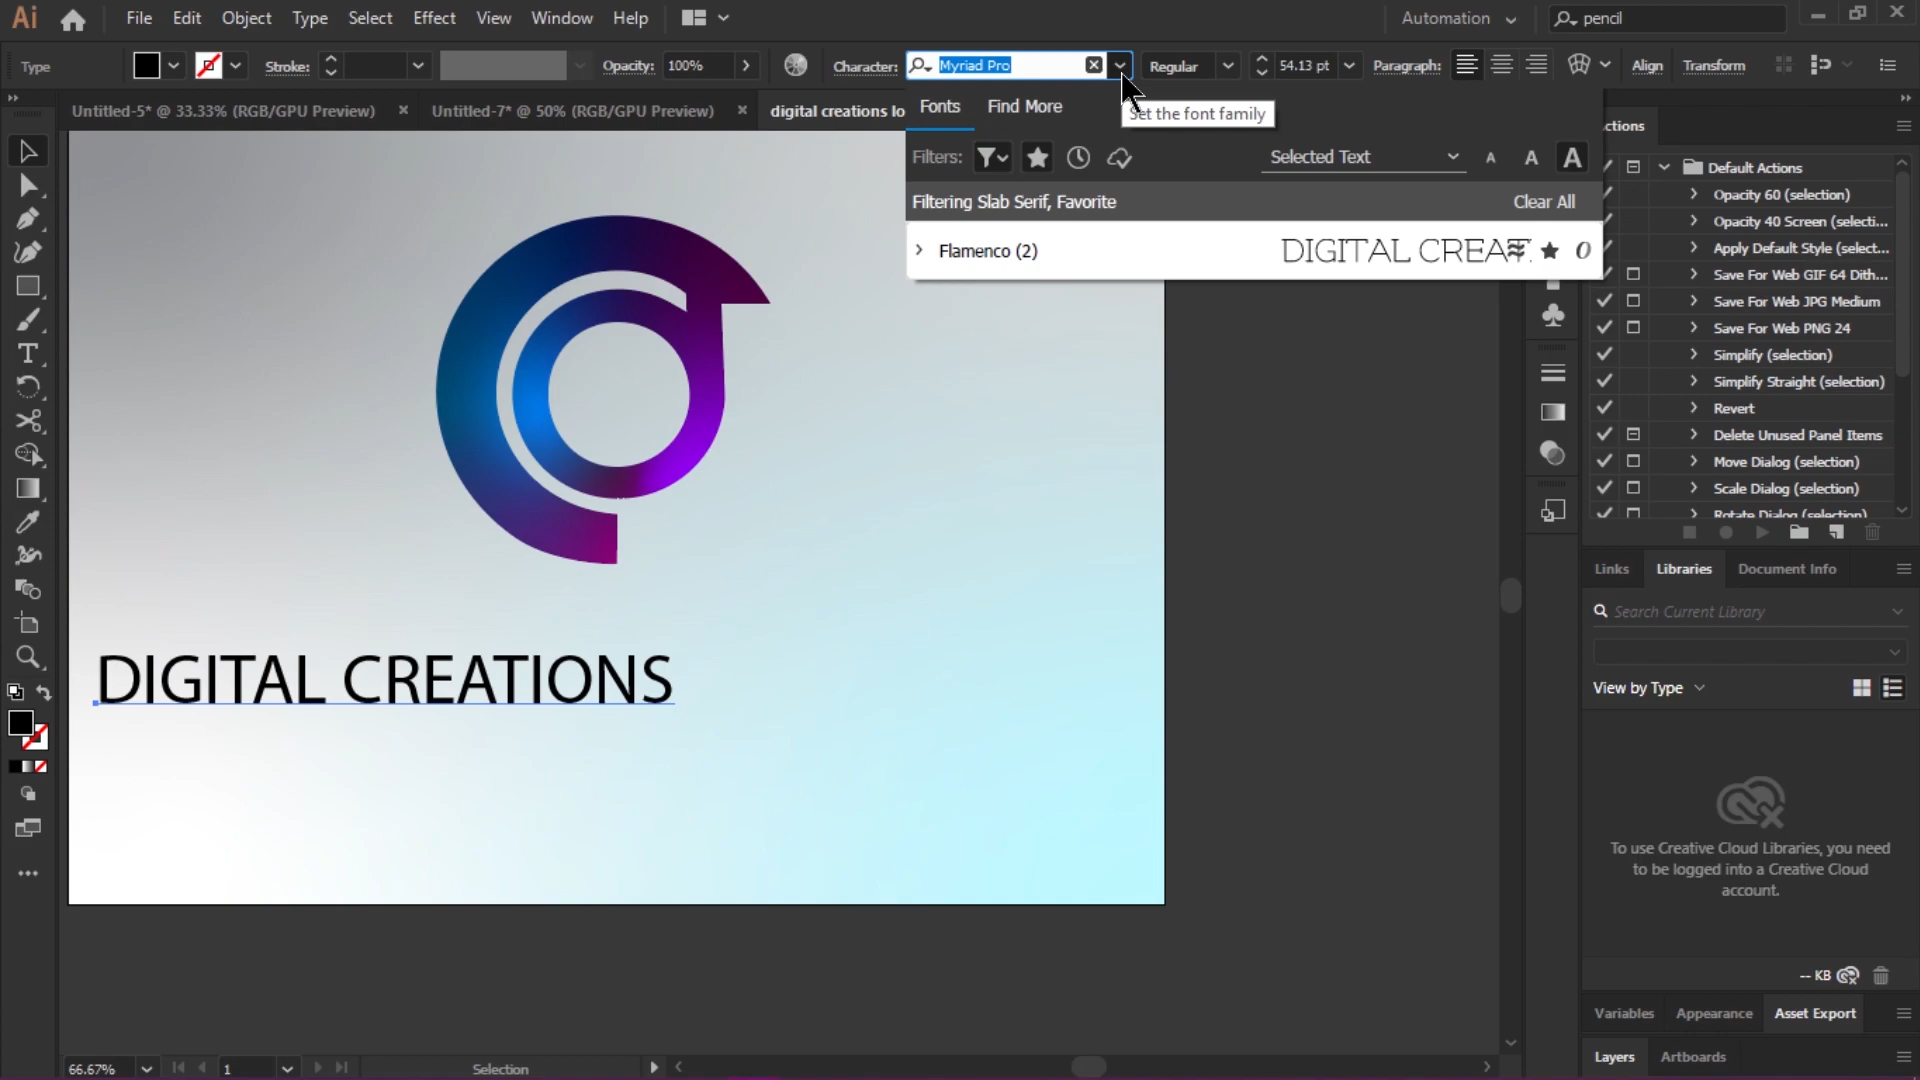 Ai File Edit Object Type Select Effect View Window Help Automation pencil
Type Stroke: Opacity: 100% Character: Myriad Pro Regular 54.13 pt Paragraph: Align Transform
Untitled-5* @ 33.33% (RGB/GPU Preview) Untitled-7* @ 50% (RGB/GPU Preview) digital creations lo
Fonts Find More
Set the font family
Filters: Selected Text A A A
Filtering Slab Serif, Favorite Clear All
Flamenco (2) DIGITAL CREAT
DIGITAL CREATIONS
ctions
Default Actions
Opacity 60 (selection)
Opacity 40 Screen (selecti...
Apply Default Style (select...
Save For Web GIF 64 Dith...
Save For Web JPG Medium
Save For Web PNG 24
Simplify (selection)
Simplify Straight (selection)
Revert
Delete Unused Panel Items
Move Dialog (selection)
Scale Dialog (selection)
Rotate Dialog (selection)
Links Libraries Document Info
Search Current Library
View by Type
To use Creative Cloud Libraries, you need
to be logged into a Creative Cloud
account.
-- KB
Variables Appearance Asset Export
Layers Artboards
66.67% 1 Selection